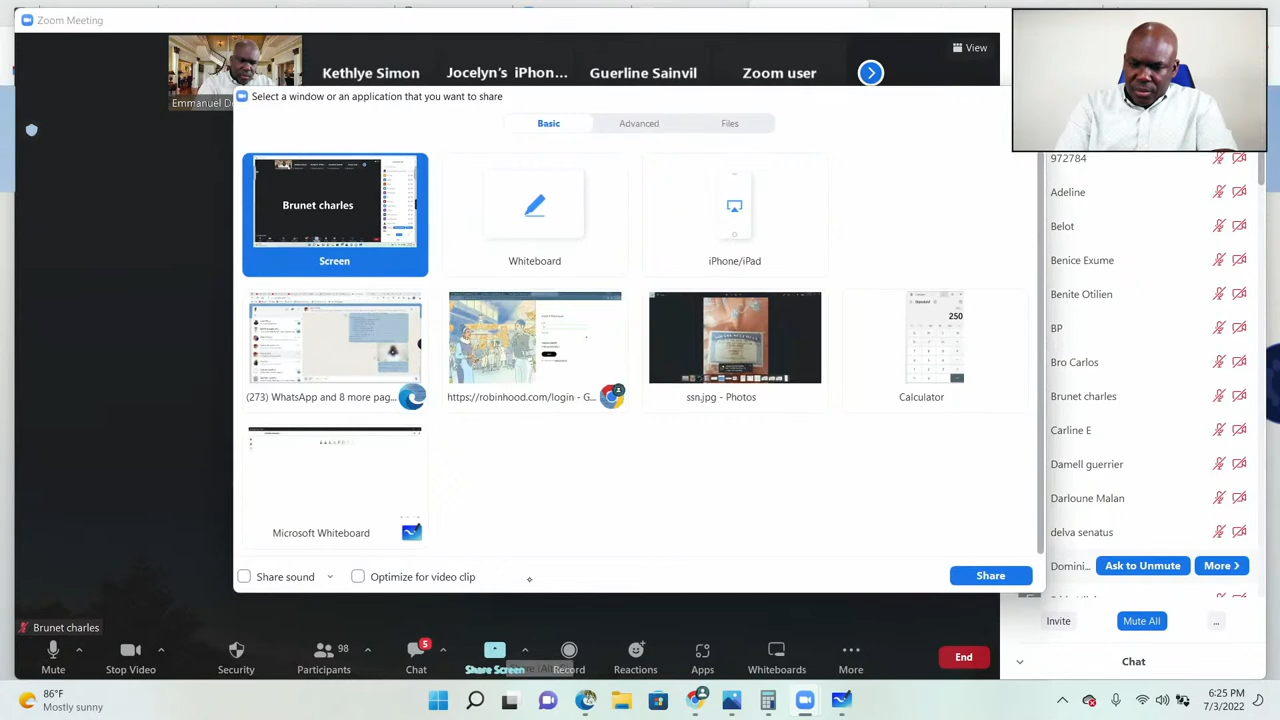 Zoom Meeting
View
Kethlye Simon
Jocelyn's iPhon...
Guerline Sainvil
Zoom user
Emmanuel D
Select a window or an application that you want to share
Basic
Advanced
Files
Brunet charles
Screen
Whiteboard
iPhone/iPad
250
(273) WhatsApp and 8 more pag...
https://robinhood.com/login - G...
ssn.jpg - Photos
Calculator
Microsoft Whiteboard
Share sound
Optimize for video clip
Share
972784
Adeline
Belot
Benice Exume
Benite Otilien
BP
Bro Carlos
Brunet charles
Carline E
Damell guerrier
Darloune Malan
delva senatus
Domini...
Ask to Unmute
More >
Invite
Mute All
...
Chat
Brunet charles
Mute
Stop Video
Security
Participants
98
Chat
5
Share Screen
Record
Reactions
Apps
Whiteboards
More
End
86°F
Mostly sunny
6:25 PM
7/3/2022